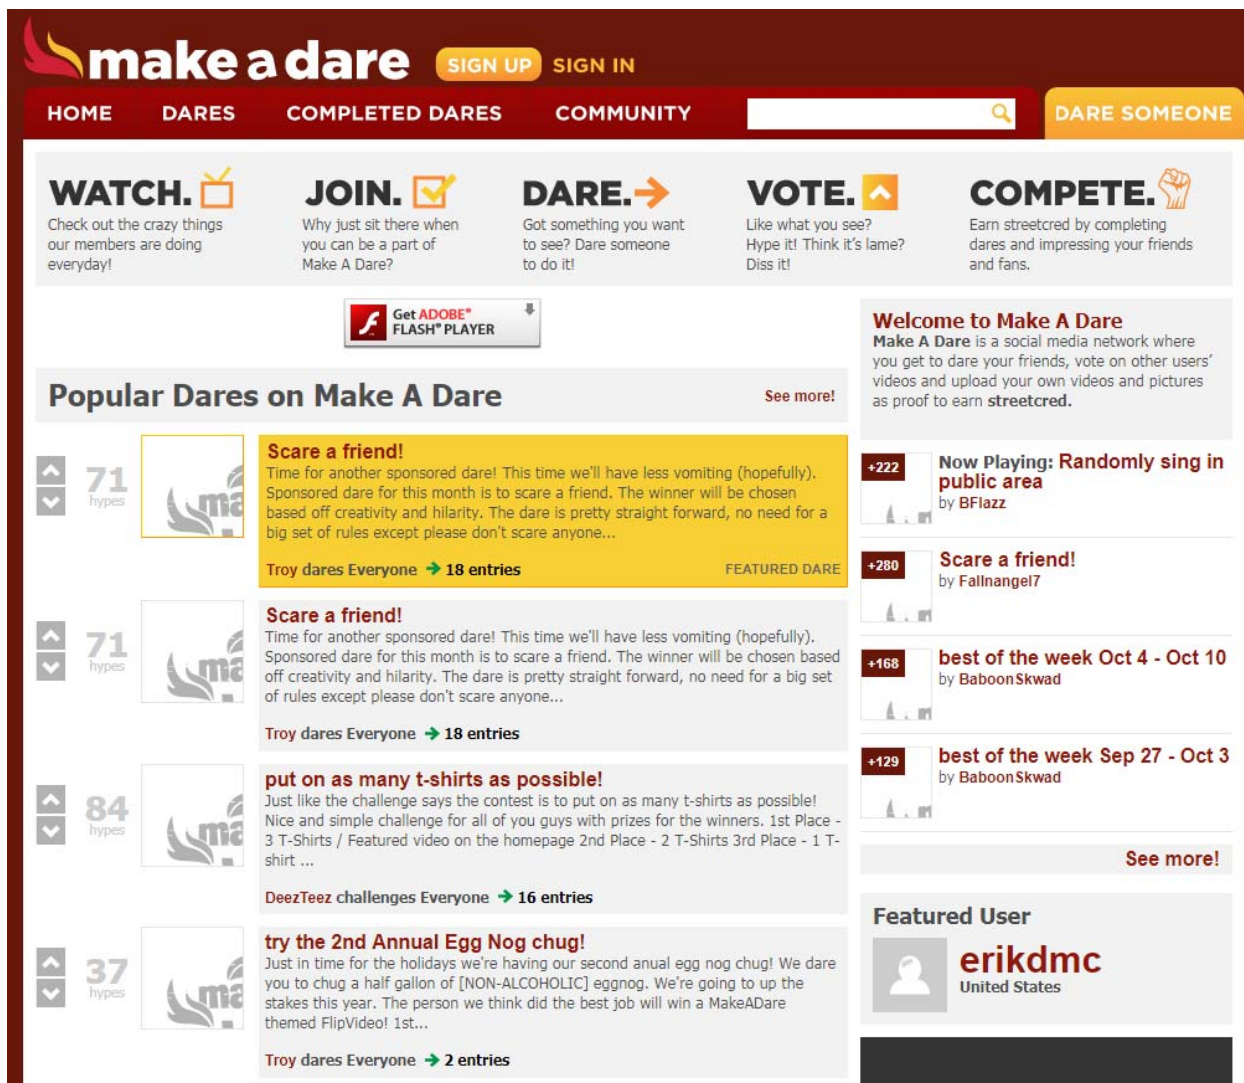 make a dare SIGN UP SIGN IN
HOME DARES COMPLETED DARES COMMUNITY DARE SOMEONE
WATCH.
Check out the crazy things
our members are doing
everyday!
JOIN.
Why just sit there when
you can be a part of
Make A Dare?
DARE.
Got something you want
to see? Dare someone
to do it!
VOTE.
Like what you see?
Hype it! Think it's lame?
Diss it!
COMPETE.
Earn streetcred by completing
dares and impressing your friends
and fans.
Get ADOBE®
FLASH® PLAYER
Popular Dares on Make A Dare See more!
71
hypes
ma
Scare a friend!
Time for another sponsored dare! This time we'll have less vomiting (hopefully).
Sponsored dare for this month is to scare a friend. The winner will be chosen
based off creativity and hilarity. The dare is pretty straight forward, no need for a
big set of rules except please don't scare anyone...
Troy dares Everyone 18 entries FEATURED DARE
71
hypes
ma
Scare a friend!
Time for another sponsored dare! This time we'll have less vomiting (hopefully).
Sponsored dare for this month is to scare a friend. The winner will be chosen based
off creativity and hilarity. The dare is pretty straight forward, no need for a big set
of rules except please don't scare anyone...
Troy dares Everyone 18 entries
84
hypes
ma
put on as many t-shirts as possible!
Just like the challenge says the contest is to put on as many t-shirts as possible!
Nice and simple challenge for all of you guys with prizes for the winners. 1st Place -
3 T-Shirts / Featured video on the homepage 2nd Place - 2 T-Shirts 3rd Place - 1 T-
shirt ...
DeezTeez challenges Everyone 16 entries
37
hypes
ma
try the 2nd Annual Egg Nog chug!
Just in time for the holidays we're having our second anual egg nog chug! We dare
you to chug a half gallon of [NON-ALCOHOLIC] eggnog. We're going to up the
stakes this year. The person we think did the best job will win a MakeADare
themed FlipVideo! 1st...
Troy dares Everyone 2 entries
Welcome to Make A Dare
Make A Dare is a social media network where
you get to dare your friends, vote on other users'
videos and upload your own videos and pictures
as proof to earn streetcred.
+222
Now Playing: Randomly sing in
public area
by BFlazz
+280
Scare a friend!
by Fallnangel7
+168
best of the week Oct 4 - Oct 10
by BaboonSkwad
+129
best of the week Sep 27 - Oct 3
by BaboonSkwad
See more!
Featured User
erikdmc
United States